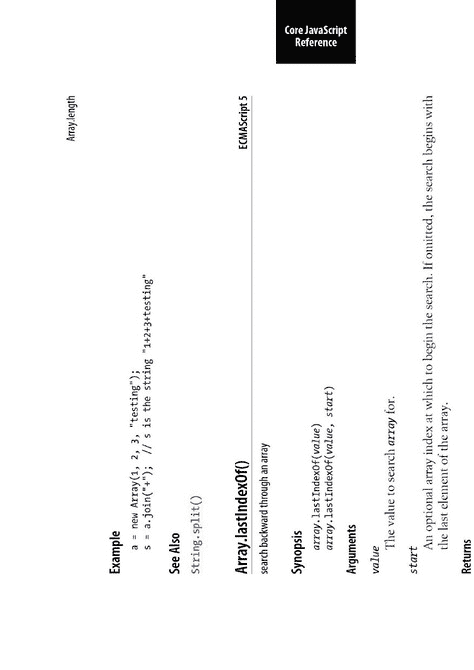 Core JavaScript
Reference
Array.length
Example
a = new Array(1, 2, 3, "testing");
s = a.join("+"); // s is the string "1+2+3+testing"
See Also
String.split()
Array.lastIndexOf() ECMAScript 5
search backward through an array
Synopsis
array.lastIndexOf(value)
array.lastIndexOf(value, start)
Arguments
value
The value to search array for.
start
An optional array index at which to begin the search. If omitted, the search begins with
the last element of the array.
Returns